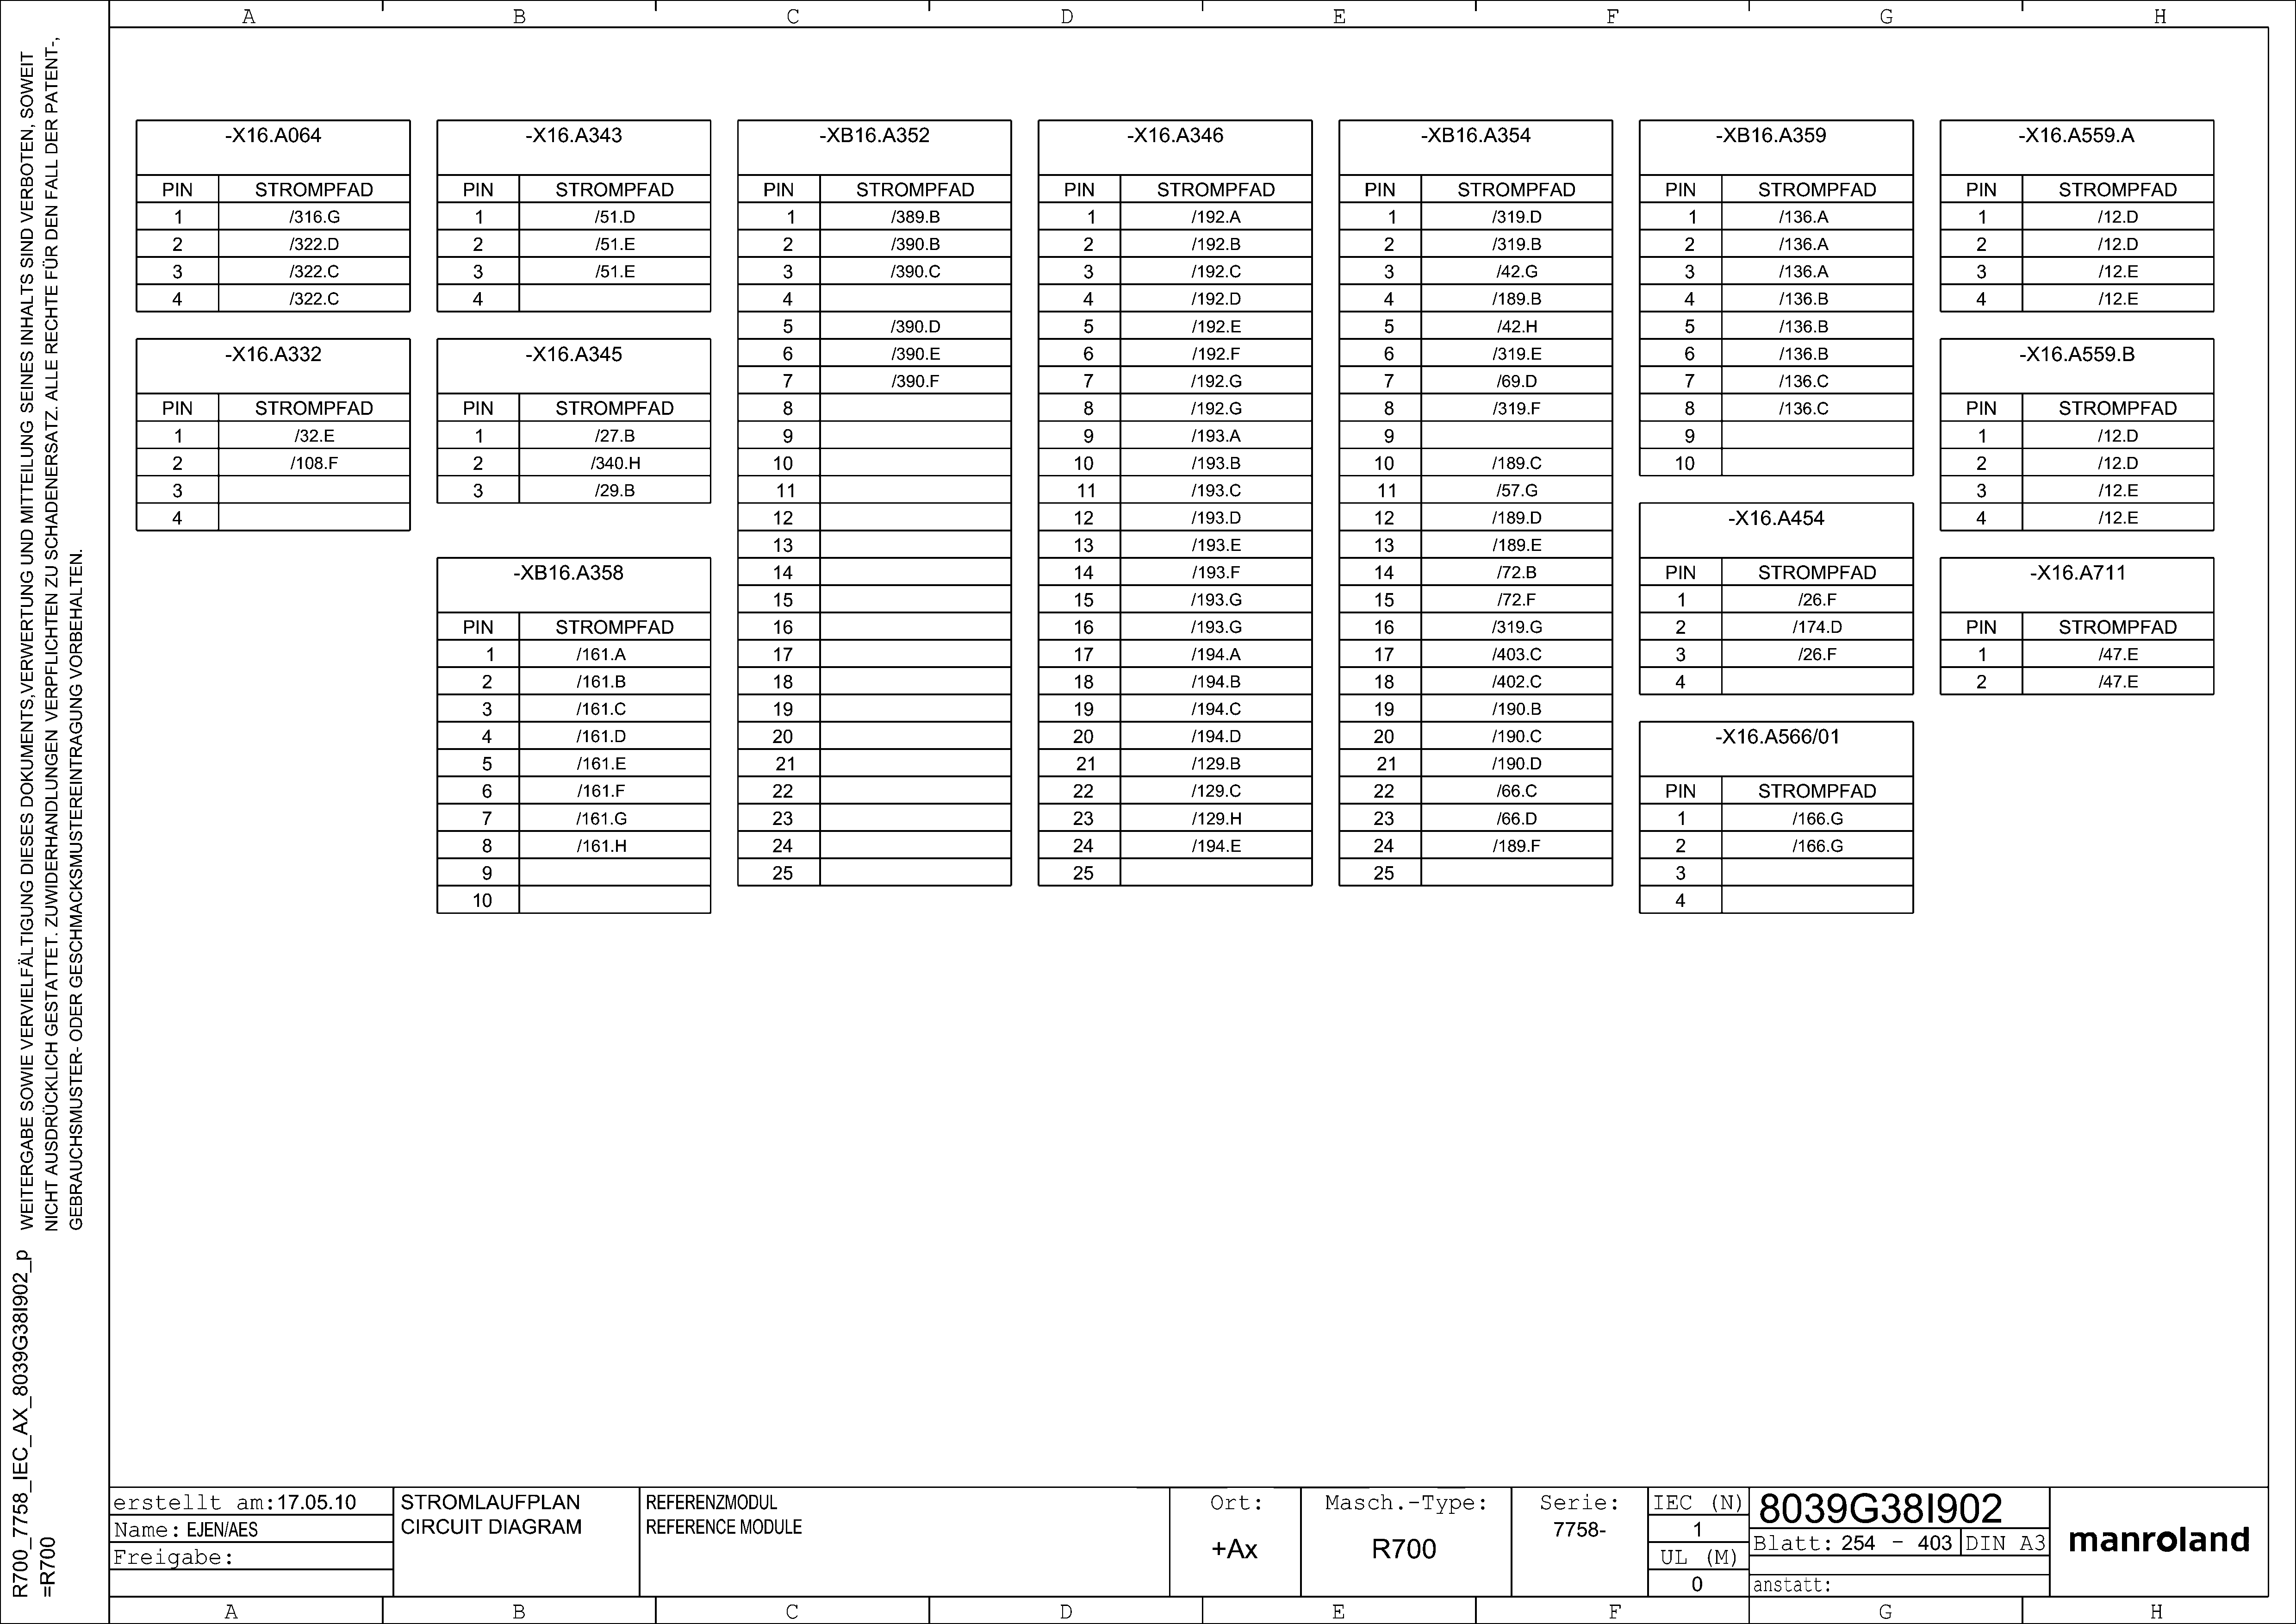 A B C D E F G H
-X16.A064
PIN STROMPFAD
1 /316.G
2 /322.D
3 /322.C
4 /322.C
-X16.A332
PIN STROMPFAD
1 /32.E
2 /108.F
3
4
-X16.A343
PIN STROMPFAD
1 /51.D
2 /51.E
3 /51.E
4
-X16.A345
PIN STROMPFAD
1 /27.B
2 /340.H
3 /29.B
-XB16.A358
PIN STROMPFAD
1 /161.A
2 /161.B
3 /161.C
4 /161.D
5 /161.E
6 /161.F
7 /161.G
8 /161.H
9
10
-XB16.A352
PIN STROMPFAD
1 /389.B
2 /390.B
3 /390.C
4
5 /390.D
6 /390.E
7 /390.F
8
9
10
11
12
13
14
15
16
17
18
19
20
21
22
23
24
25
-X16.A346
PIN STROMPFAD
1 /192.A
2 /192.B
3 /192.C
4 /192.D
5 /192.E
6 /192.F
7 /192.G
8 /192.G
9 /193.A
10 /193.B
11 /193.C
12 /193.D
13 /193.E
14 /193.F
15 /193.G
16 /193.G
17 /194.A
18 /194.B
19 /194.C
20 /194.D
21 /129.B
22 /129.C
23 /129.H
24 /194.E
25
-XB16.A354
PIN STROMPFAD
1 /319.D
2 /319.B
3 /42.G
4 /189.B
5 /42.H
6 /319.E
7 /69.D
8 /319.F
9
10 /189.C
11 /57.G
12 /189.D
13 /189.E
14 /72.B
15 /72.F
16 /319.G
17 /403.C
18 /402.C
19 /190.B
20 /190.C
21 /190.D
22 /66.C
23 /66.D
24 /189.F
25
-XB16.A359
PIN STROMPFAD
1 /136.A
2 /136.A
3 /136.A
4 /136.B
5 /136.B
6 /136.B
7 /136.C
8 /136.C
9
10
-X16.A454
PIN STROMPFAD
1 /26.F
2 /174.D
3 /26.F
4
-X16.A566/01
PIN STROMPFAD
1 /166.G
2 /166.G
3
4
-X16.A559.A
PIN STROMPFAD
1 /12.D
2 /12.D
3 /12.E
4 /12.E
-X16.A559.B
PIN STROMPFAD
1 /12.D
2 /12.D
3 /12.E
4 /12.E
-X16.A711
PIN STROMPFAD
1 /47.E
2 /47.E
WEITERGABE SOWIE VERVIELFÄLTIGUNG DIESES DOKUMENTS,VERWERTUNG UND MITTEILUNG SEINES INHALTS SIND VERBOTEN, SOWEIT
NICHT AUSDRÜCKLICH GESTATTET. ZUWIDERHANDLUNGEN VERPFLICHTEN ZU SCHADENERSATZ. ALLE RECHTE FÜR DEN FALL DER PATENT-,
GEBRAUCHSMUSTER- ODER GESCHMACKSMUSTEREINTRAGUNG VORBEHALTEN.
R700_7758_IEC_AX_8039G38I902_p
=R700
erstellt am:17.05.10
Name: EJEN/AES
Freigabe:
STROMLAUFPLAN
CIRCUIT DIAGRAM
REFERENZMODUL
REFERENCE MODULE
Ort:
+Ax
Masch.-Type:
R700
Serie:
7758-
IEC (N)
1
UL (M)
0
8039G38I902
Blatt: 254 - 403 DIN A3
anstatt:
manroland
A B C D E F G H